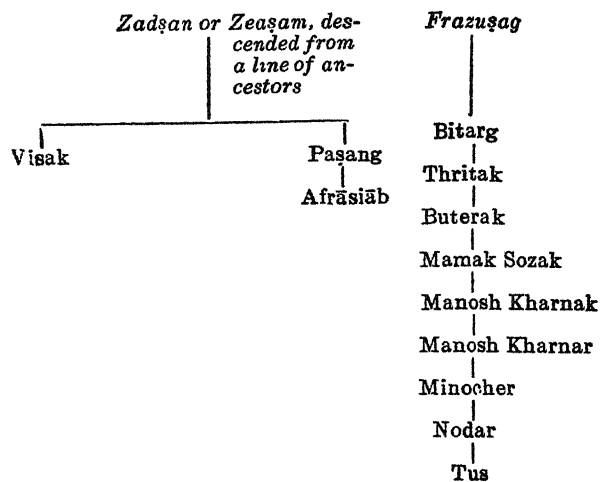 Zadṣan or Zeaṣam, des-
cended from
a line of an-
cestors
Visak
Paṣang
Afrāsiāb
Frazuṣag
Bitarg
Thritak
Buterak
Mamak Sozak
Manosh Kharnak
Manosh Kharnar
Minocher
Nodar
Tus